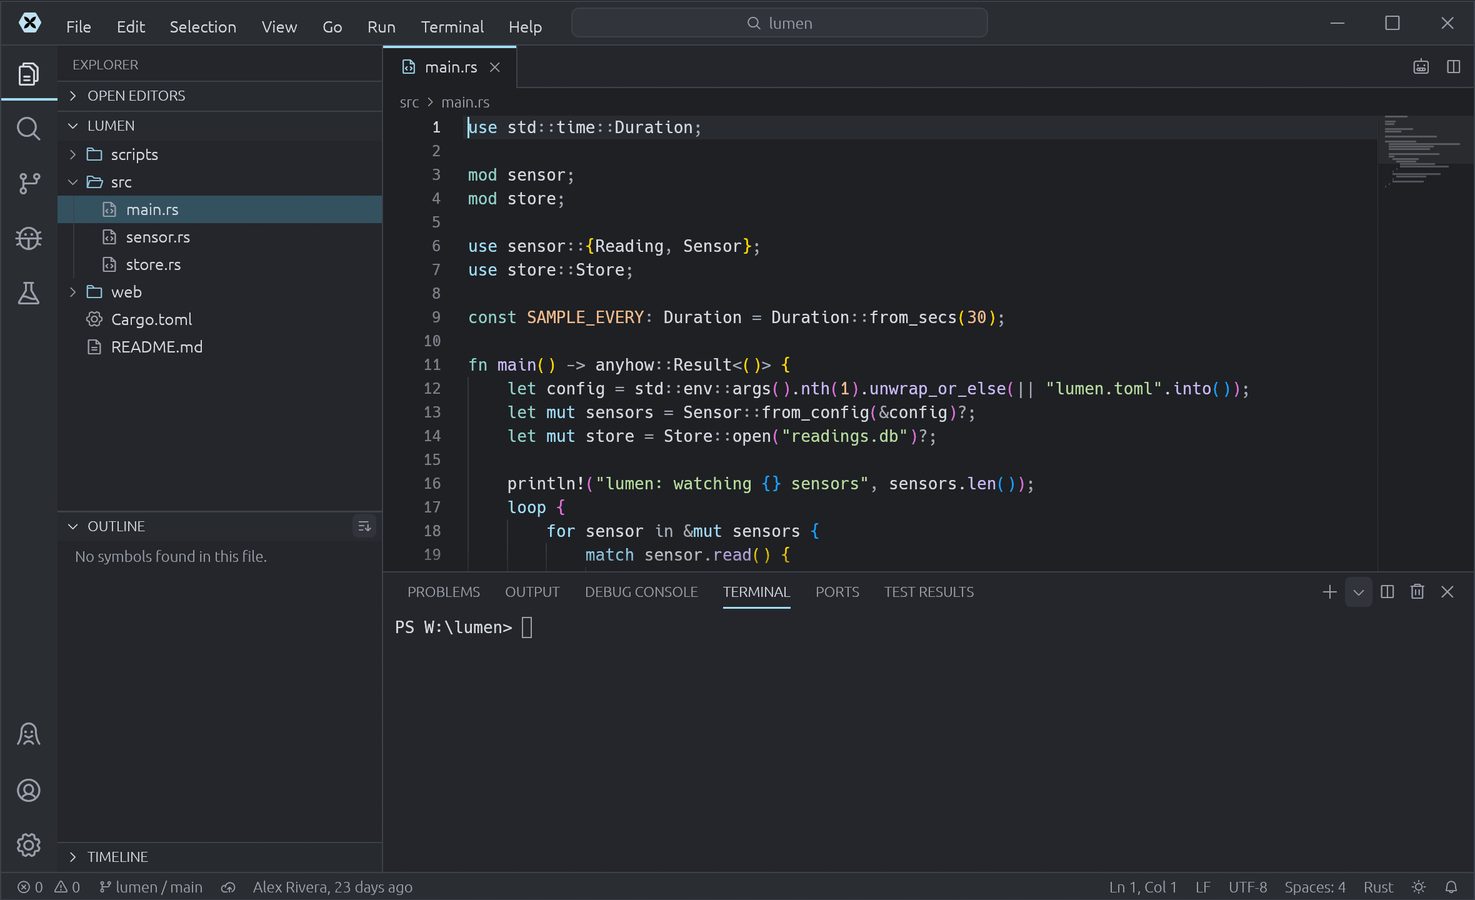 File Edit Selection View Go Run Terminal Help
lumen
EXPLORER
OPEN EDITORS
LUMEN
scripts
src
main.rs
sensor.rs
store.rs
web
Cargo.toml
README.md
OUTLINE
No symbols found in this file.
TIMELINE
main.rs
src > main.rs
1 use std::time::Duration;
2
3 mod sensor;
4 mod store;
5
6 use sensor::{Reading, Sensor};
7 use store::Store;
8
9 const SAMPLE_EVERY: Duration = Duration::from_secs(30);
10
11 fn main() -> anyhow::Result<()> {
12 let config = std::env::args().nth(1).unwrap_or_else(|| "lumen.toml".into());
13 let mut sensors = Sensor::from_config(&config)?;
14 let mut store = Store::open("readings.db")?;
15
16 println!("lumen: watching {} sensors", sensors.len());
17 loop {
18 for sensor in &mut sensors {
19 match sensor.read() {
PROBLEMS OUTPUT DEBUG CONSOLE TERMINAL PORTS TEST RESULTS
PS W:\lumen>
0 0 lumen / main Alex Rivera, 23 days ago Ln 1, Col 1 LF UTF-8 Spaces: 4 Rust